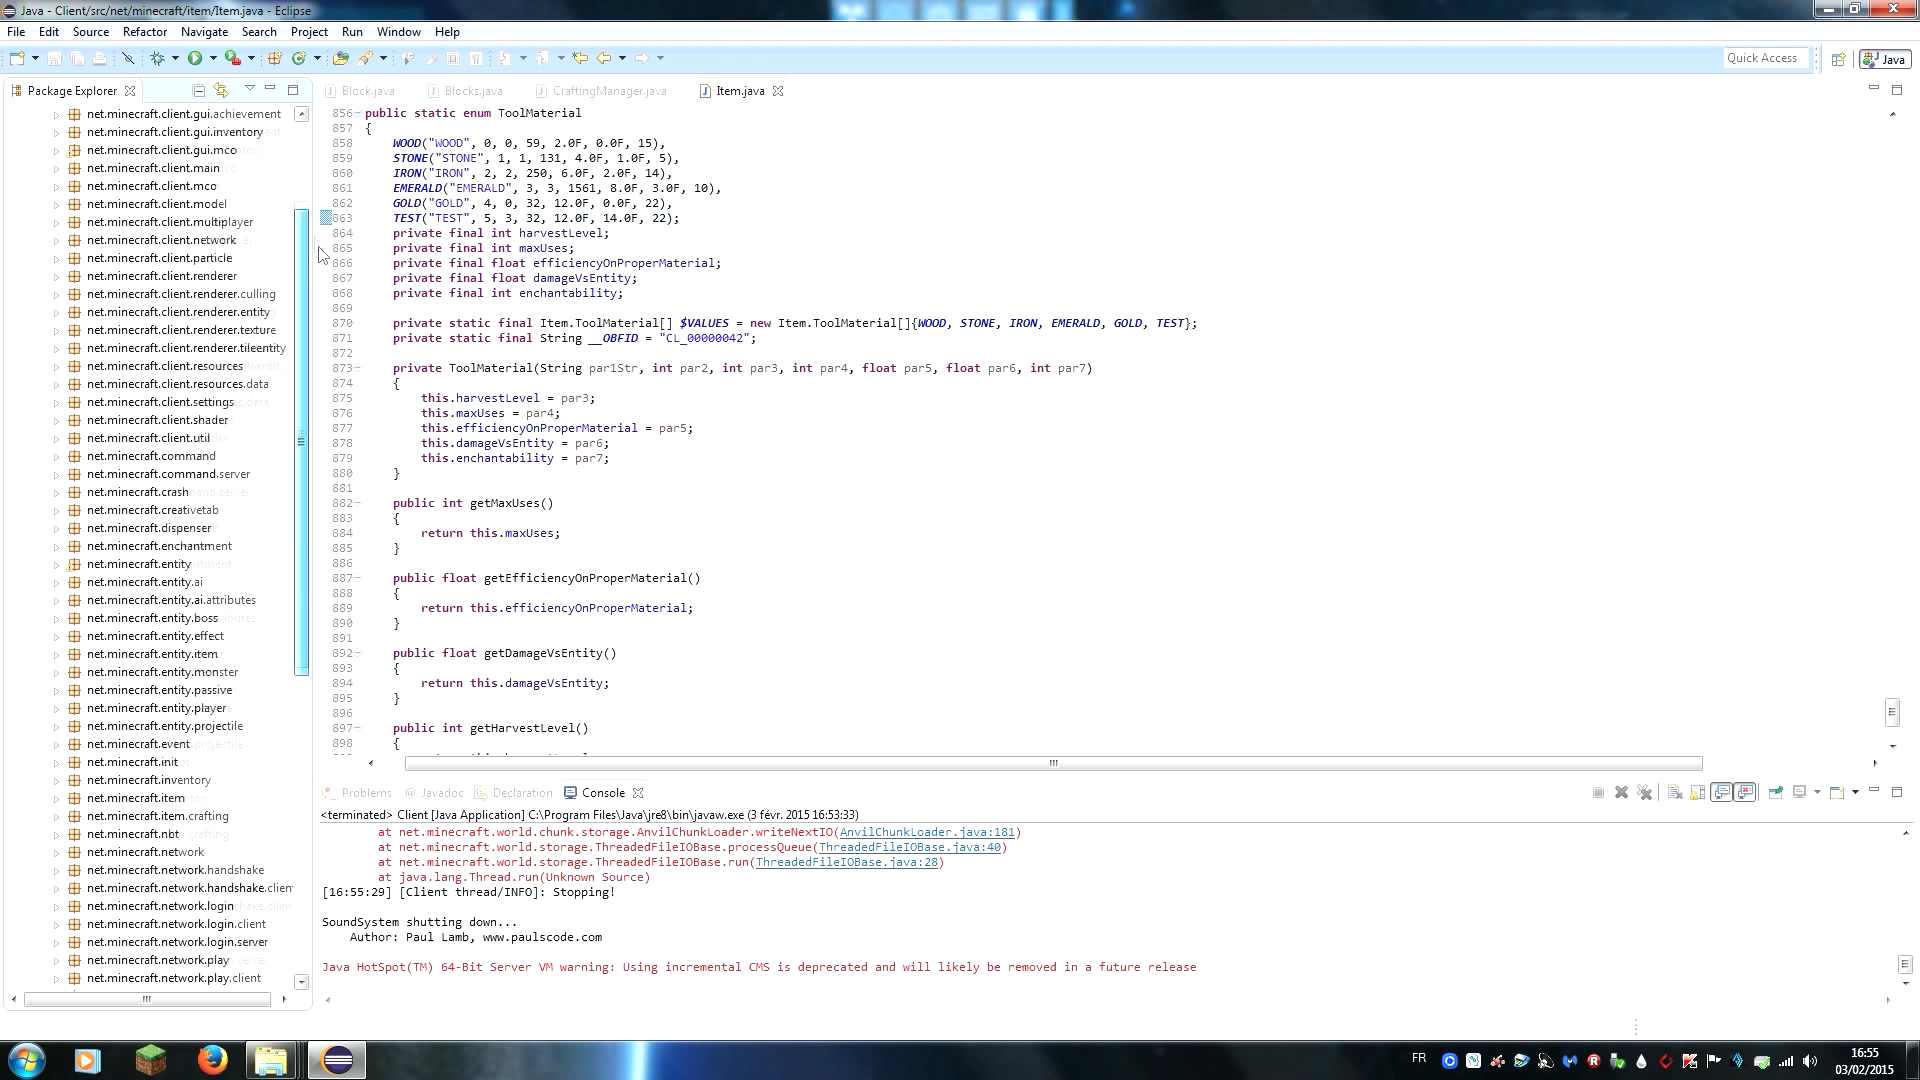 Java - Client/src/net/minecraft/item/Item.java - Eclipse
File Edit Source Refactor Navigate Search Project Run Window Help
Quick Access Java
Package Explorer
Block.java Blocks.java CraftingManager.java Item.java
net.minecraft.client.gui.achievement
net.minecraft.client.gui.inventory
net.minecraft.client.gui.mco
net.minecraft.client.main
net.minecraft.client.mco
net.minecraft.client.model
net.minecraft.client.multiplayer
net.minecraft.client.network
net.minecraft.client.particle
net.minecraft.client.renderer
net.minecraft.client.renderer.culling
net.minecraft.client.renderer.entity
net.minecraft.client.renderer.texture
net.minecraft.client.renderer.tileentity
net.minecraft.client.resources
net.minecraft.client.resources.data
net.minecraft.client.settings
net.minecraft.client.shader
net.minecraft.client.util
net.minecraft.command
net.minecraft.command.server
net.minecraft.crash
net.minecraft.creativetab
net.minecraft.dispenser
net.minecraft.enchantment
net.minecraft.entity
net.minecraft.entity.ai
net.minecraft.entity.ai.attributes
net.minecraft.entity.boss
net.minecraft.entity.effect
net.minecraft.entity.item
net.minecraft.entity.monster
net.minecraft.entity.passive
net.minecraft.entity.player
net.minecraft.entity.projectile
net.minecraft.event
net.minecraft.init
net.minecraft.inventory
net.minecraft.item
net.minecraft.item.crafting
net.minecraft.nbt
net.minecraft.network
net.minecraft.network.handshake
net.minecraft.network.handshake.client
net.minecraft.network.login
net.minecraft.network.login.client
net.minecraft.network.login.server
net.minecraft.network.play
net.minecraft.network.play.client
856 public static enum ToolMaterial
857 {
858 WOOD("WOOD", 0, 0, 59, 2.0F, 0.0F, 15),
859 STONE("STONE", 1, 1, 131, 4.0F, 1.0F, 5),
860 IRON("IRON", 2, 2, 250, 6.0F, 2.0F, 14),
861 EMERALD("EMERALD", 3, 3, 1561, 8.0F, 3.0F, 10),
862 GOLD("GOLD", 4, 0, 32, 12.0F, 0.0F, 22),
863 TEST("TEST", 5, 3, 32, 12.0F, 14.0F, 22);
864 private final int harvestLevel;
865 private final int maxUses;
866 private final float efficiencyOnProperMaterial;
867 private final float damageVsEntity;
868 private final int enchantability;
869
870 private static final Item.ToolMaterial[] $VALUES = new Item.ToolMaterial[]{WOOD, STONE, IRON, EMERALD, GOLD, TEST};
871 private static final String __OBFID = "CL_00000042";
872
873 private ToolMaterial(String par1Str, int par2, int par3, int par4, float par5, float par6, int par7)
874 {
875 this.harvestLevel = par3;
876 this.maxUses = par4;
877 this.efficiencyOnProperMaterial = par5;
878 this.damageVsEntity = par6;
879 this.enchantability = par7;
880 }
881
882 public int getMaxUses()
883 {
884 return this.maxUses;
885 }
886
887 public float getEfficiencyOnProperMaterial()
888 {
889 return this.efficiencyOnProperMaterial;
890 }
891
892 public float getDamageVsEntity()
893 {
894 return this.damageVsEntity;
895 }
896
897 public int getHarvestLevel()
898 {
Problems Javadoc Declaration Console
<terminated> Client [Java Application] C:\Program Files\Java\jre8\bin\javaw.exe (3 févr. 2015 16:53:33)
at net.minecraft.world.chunk.storage.AnvilChunkLoader.writeNextIO(AnvilChunkLoader.java:181)
at net.minecraft.world.storage.ThreadedFileIOBase.processQueue(ThreadedFileIOBase.java:40)
at net.minecraft.world.storage.ThreadedFileIOBase.run(ThreadedFileIOBase.java:28)
at java.lang.Thread.run(Unknown Source)
[16:55:29] [Client thread/INFO]: Stopping!
SoundSystem shutting down...
Author: Paul Lamb, www.paulscode.com
Java HotSpot(TM) 64-Bit Server VM warning: Using incremental CMS is deprecated and will likely be removed in a future release
FR
16:55
03/02/2015